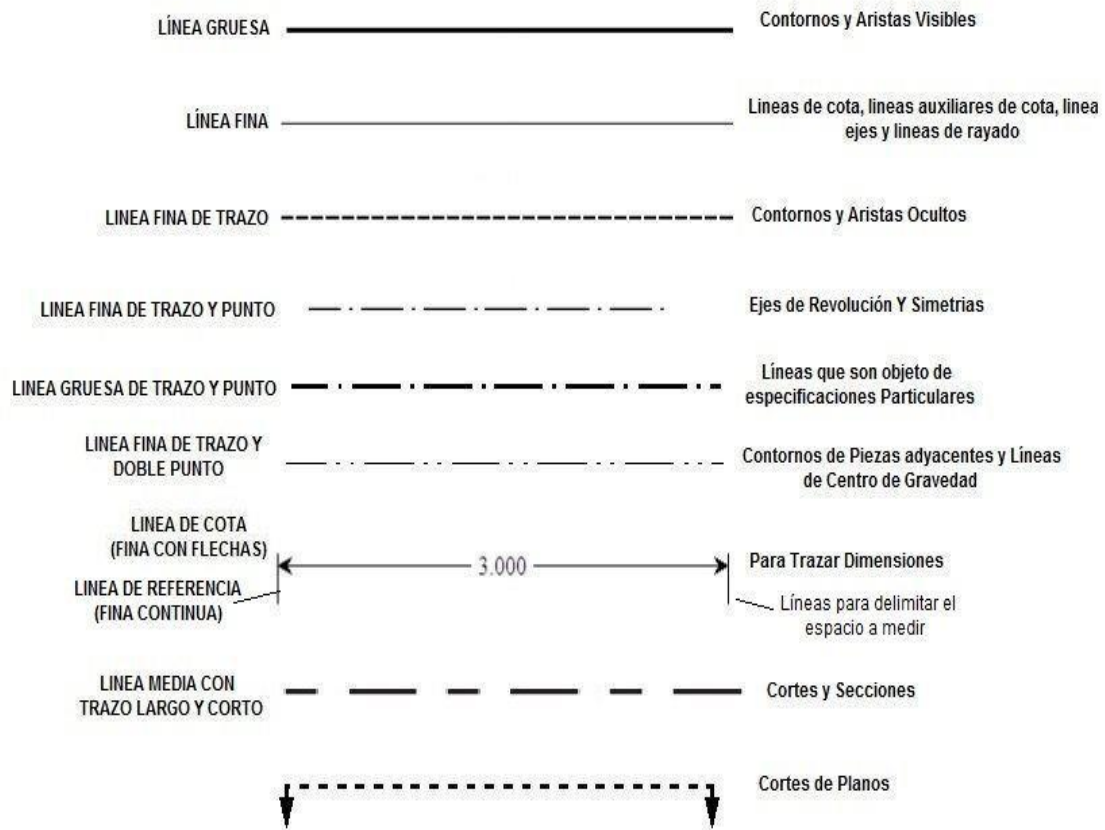 LÍNEA GRUESA
Contornos y Aristas Visibles
LÍNEA FINA
Lineas de cota, lineas auxiliares de cota, linea
ejes y lineas de rayado
LINEA FINA DE TRAZO
Contornos y Aristas Ocultos
LINEA FINA DE TRAZO Y PUNTO
Ejes de Revolución Y Simetrias
LINEA GRUESA DE TRAZO Y PUNTO
Líneas que son objeto de
especificaciones Particulares
LINEA FINA DE TRAZO Y
DOBLE PUNTO
Contornos de Piezas adyacentes y Líneas
de Centro de Gravedad
LINEA DE COTA
(FINA CON FLECHAS)
3.000
Para Trazar Dimensiones
LINEA DE REFERENCIA
(FINA CONTINUA)
Líneas para delimitar el
espacio a medir
LINEA MEDIA CON
TRAZO LARGO Y CORTO
Cortes y Secciones
Cortes de Planos